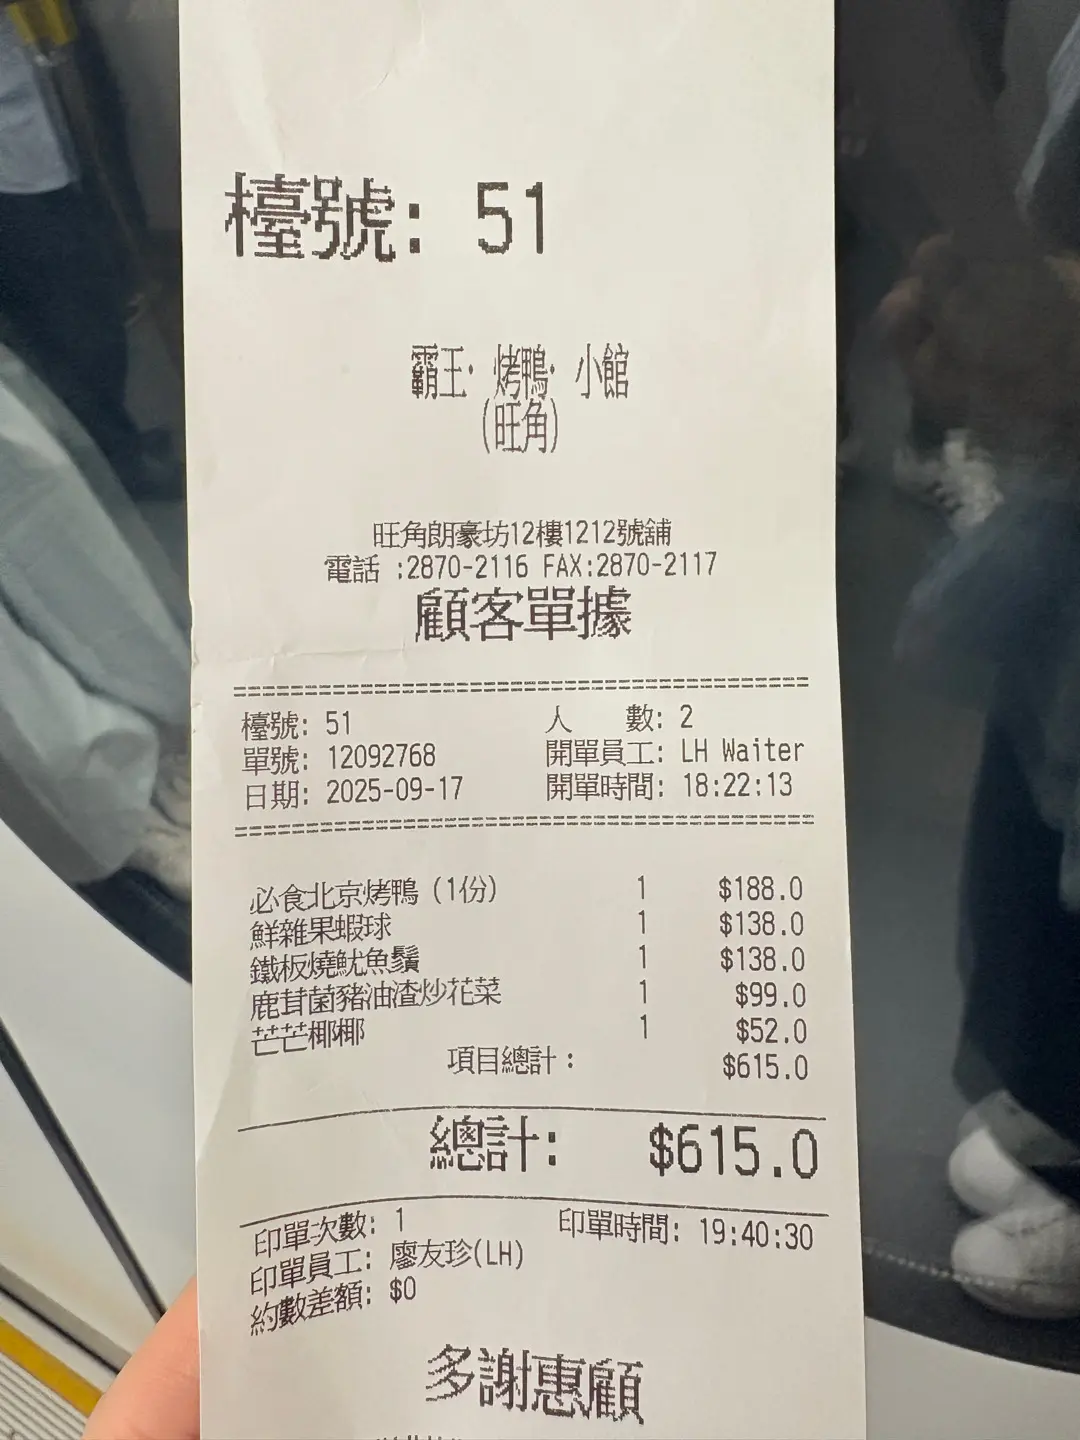 檯號: 51
霸王· 烤鴨· 小館
(旺角)
旺角朗豪坊12樓1212號舖
電話 :2870-2116 FAX:2870-2117
顧客單據
檯號: 51 人 數: 2
單號: 12092768 開單員工: LH Waiter
日期: 2025-09-17 開單時間: 18:22:13
必食北京烤鴨 (1份) 1 $188.0
鮮雜果蝦球 1 $138.0
鐵板燒魷魚鬚 1 $138.0
鹿茸菌豬油渣炒花菜 1 $99.0
芒芒椰椰 1 $52.0
項目總計: $615.0
總計: $615.0
印單次數: 1 印單時間: 19:40:30
印單員工: 廖友珍(LH)
約數差額: $0
多謝惠顧